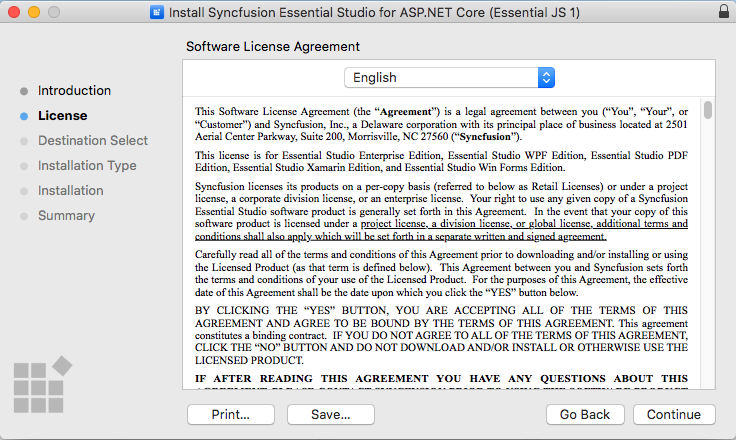 Install Syncfusion Essential Studio for ASP.NET Core (Essential JS 1)
Software License Agreement
Introduction
License
Destination Select
Installation Type
Installation
Summary
English
This Software License Agreement (the “Agreement”) is a legal agreement between you (“You”, “Your”, or
“Customer”) and Syncfusion, Inc., a Delaware corporation with its principal place of business located at 2501
Aerial Center Parkway, Suite 200, Morrisville, NC 27560 (“Syncfusion”).
This license is for Essential Studio Enterprise Edition, Essential Studio WPF Edition, Essential Studio PDF
Edition, Essential Studio Xamarin Edition, and Essential Studio Win Forms Edition.
Syncfusion licenses its products on a per-copy basis (referred to below as Retail Licenses) or under a project
license, a corporate division license, or an enterprise license. Your right to use any given copy of a Syncfusion
Essential Studio software product is generally set forth in this Agreement. In the event that your copy of this
software product is licensed under a project license, a division license, or global license, additional terms and
conditions shall also apply which will be set forth in a separate written and signed agreement.
Carefully read all of the terms and conditions of this Agreement prior to downloading and/or installing or using
the Licensed Product (as that term is defined below). This Agreement between you and Syncfusion sets forth
the terms and conditions of your use of the Licensed Product. For the purposes of this Agreement, the effective
date of this Agreement shall be the date upon which you click the “YES” button below.
BY CLICKING THE “YES” BUTTON, YOU ARE ACCEPTING ALL OF THE TERMS OF THIS
AGREEMENT AND AGREE TO BE BOUND BY THE TERMS OF THIS AGREEMENT. This agreement
constitutes a binding contract. IF YOU DO NOT AGREE TO ALL OF THE TERMS OF THIS AGREEMENT,
CLICK THE “NO” BUTTON AND DO NOT DOWNLOAD AND/OR INSTALL OR OTHERWISE USE THE
LICENSED PRODUCT.
IF AFTER READING THIS AGREEMENT YOU HAVE ANY QUESTIONS ABOUT THIS
AGREEMENT, PLEASE CONTACT SYNCFUSION PRIOR TO USING THE SOFTWARE PRODUCT
Print...
Save...
Go Back
Continue